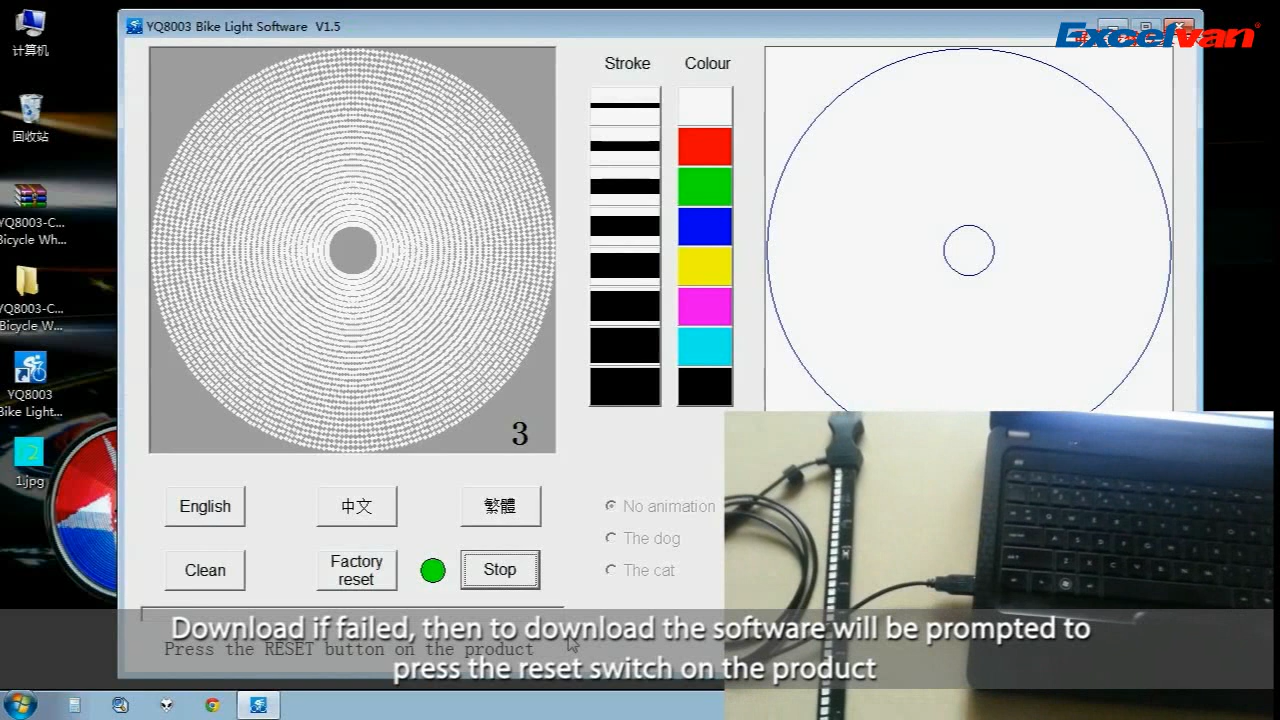 计算机
回收站
YQ8003-C...
Bicycle Wh...
YQ8003-C...
Bicycle W...
YQ8003
Bike Light...
1.jpg
YQ8003 Bike Light Software V1.5
Excelvan
Stroke
Colour
3
English
中文
繁體
Clean
Factory
reset
Stop
No animation
The dog
The cat
Press the RESET button on the product
Download if failed, then to download the software will be prompted to
press the reset switch on the product